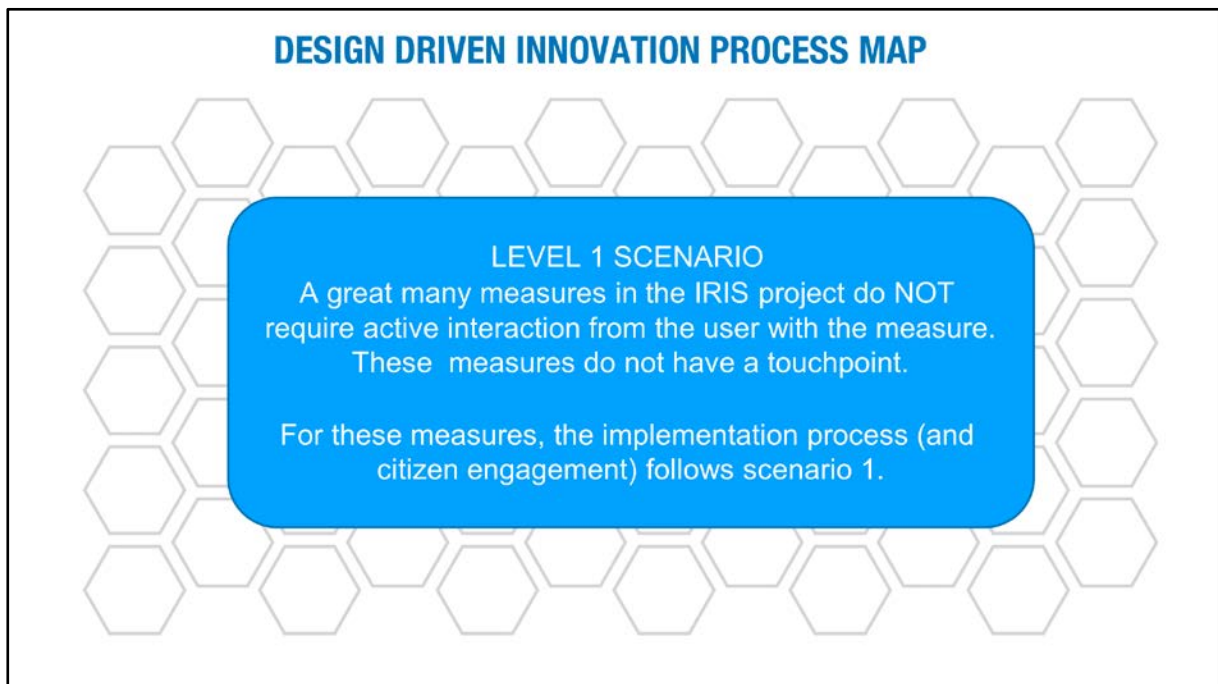 DESIGN DRIVEN INNOVATION PROCESS MAP
LEVEL 1 SCENARIO
A great many measures in the IRIS project do NOT
require active interaction from the user with the measure.
These  measures do not have a touchpoint.
For these measures, the implementation process (and
citizen engagement) follows scenario 1.